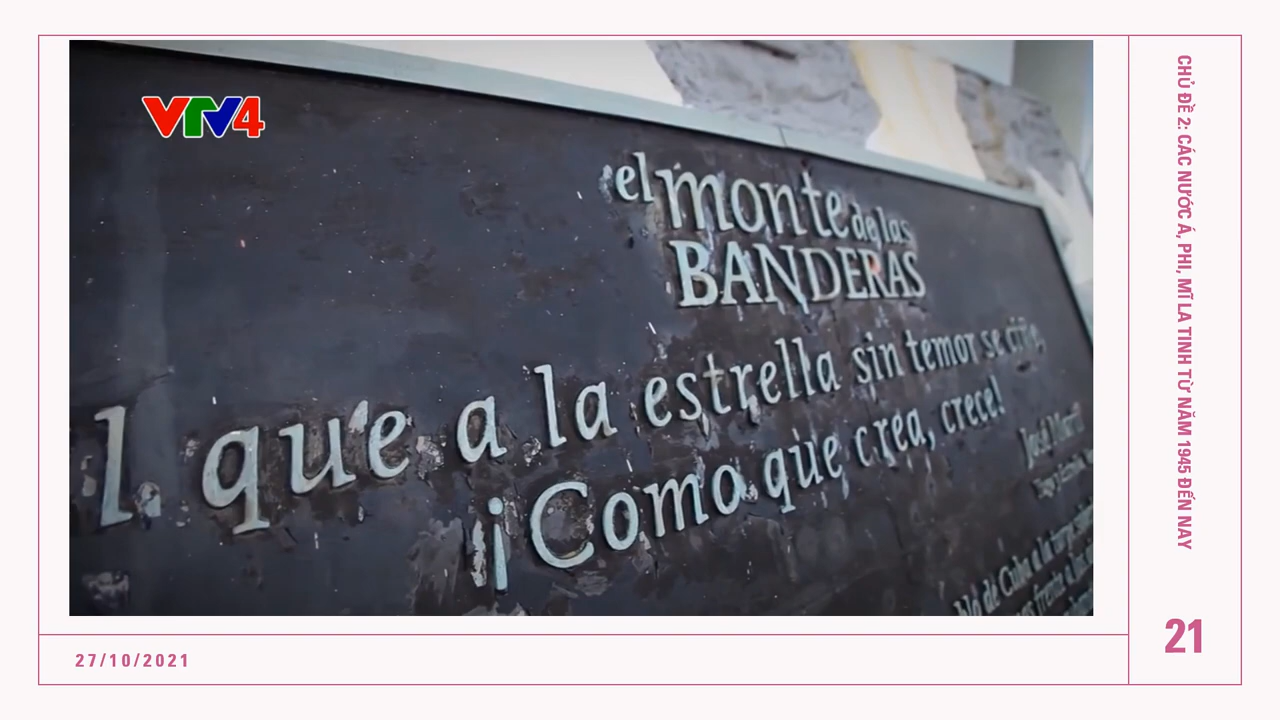 VTV4
el monte de las
BANDERAS
l que a la estrella sin temor se ciñe,
¡Como que crea, crece!
José Martí
CHỦ ĐỀ 2: CÁC NƯỚC Á, PHI, MĨ LA TINH TỪ NĂM 1945 ĐẾN NAY
21
27/10/2021